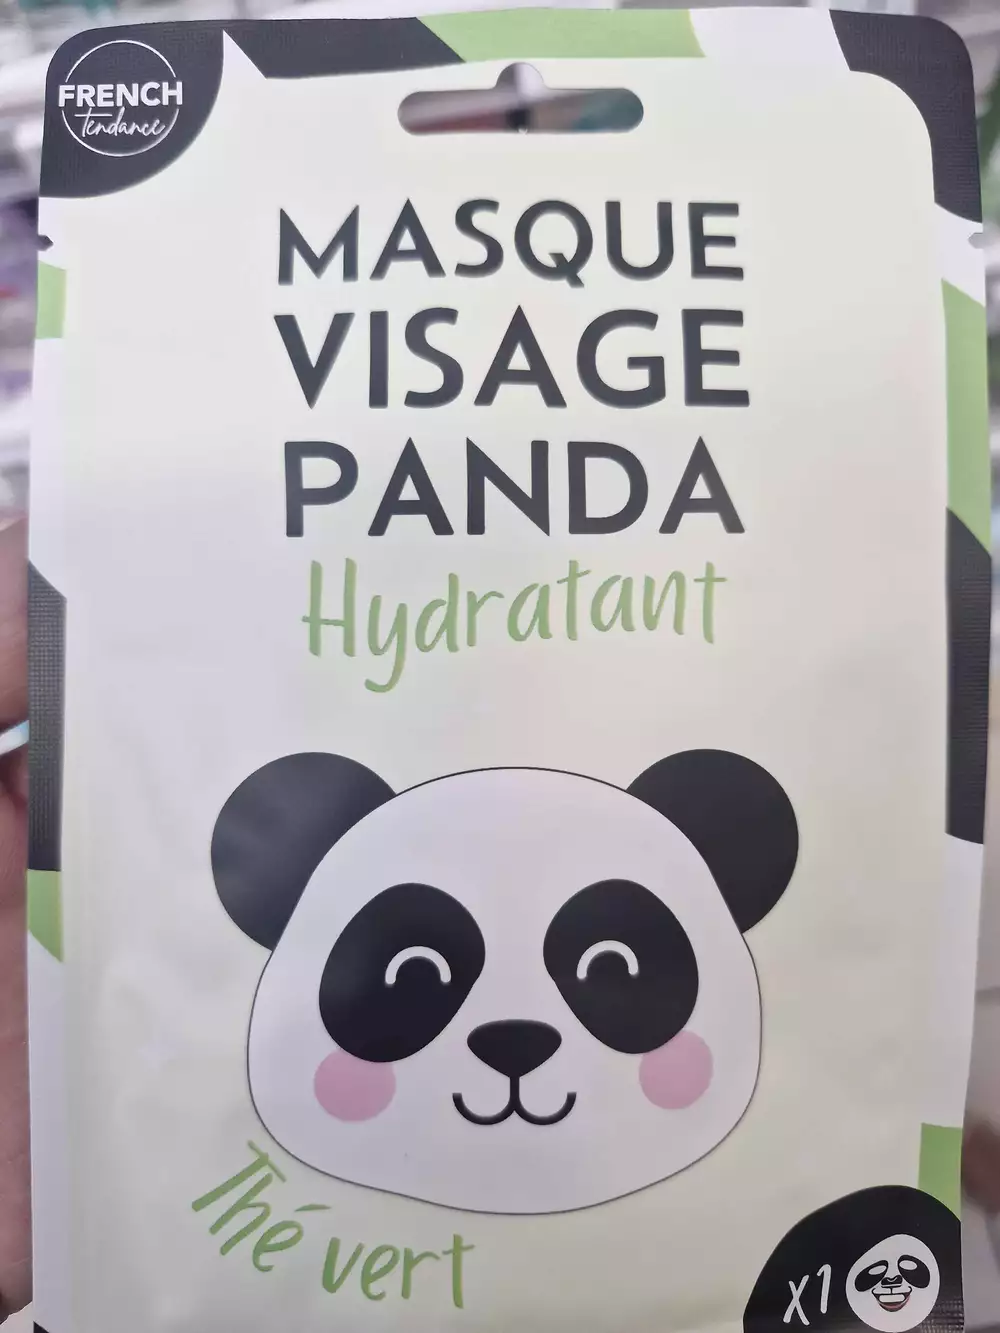 FRENCH
Tendance
MASQUE
VISAGE
PANDA
Hydratant
Thé vert
x1